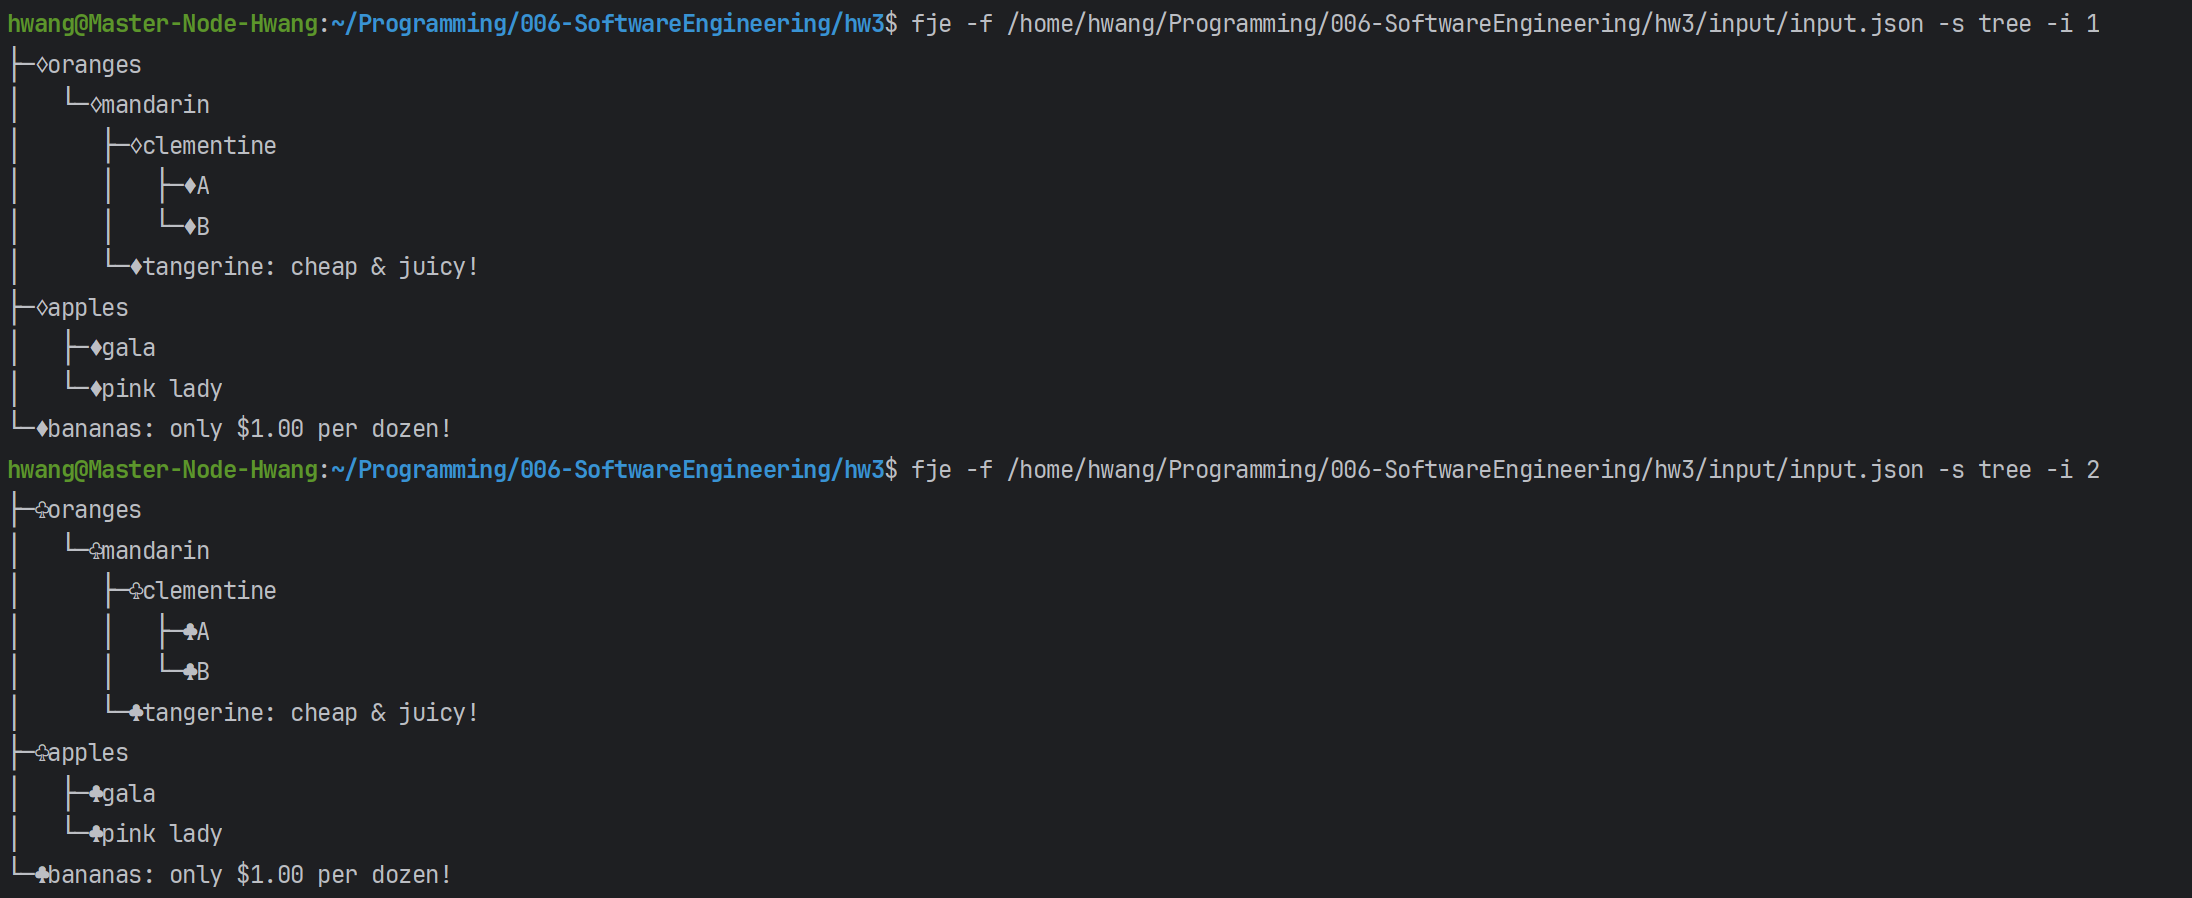 hwang@Master-Node-Hwang:~/Programming/006-SoftwareEngineering/hw3$ fje -f /home/hwang/Programming/006-SoftwareEngineering/hw3/input/input.json -s tree -i 1
├─♢oranges
│   └─♢mandarin
│      ├─♢clementine
│      │   ├─♦A
│      │   └─♦B
│      └─♦tangerine: cheap & juicy!
├─♢apples
│   ├─♦gala
│   └─♦pink lady
└─♦bananas: only $1.00 per dozen!
hwang@Master-Node-Hwang:~/Programming/006-SoftwareEngineering/hw3$ fje -f /home/hwang/Programming/006-SoftwareEngineering/hw3/input/input.json -s tree -i 2
├─♧oranges
│   └─♧mandarin
│      ├─♧clementine
│      │   ├─♣A
│      │   └─♣B
│      └─♣tangerine: cheap & juicy!
├─♧apples
│   ├─♣gala
│   └─♣pink lady
└─♣bananas: only $1.00 per dozen!